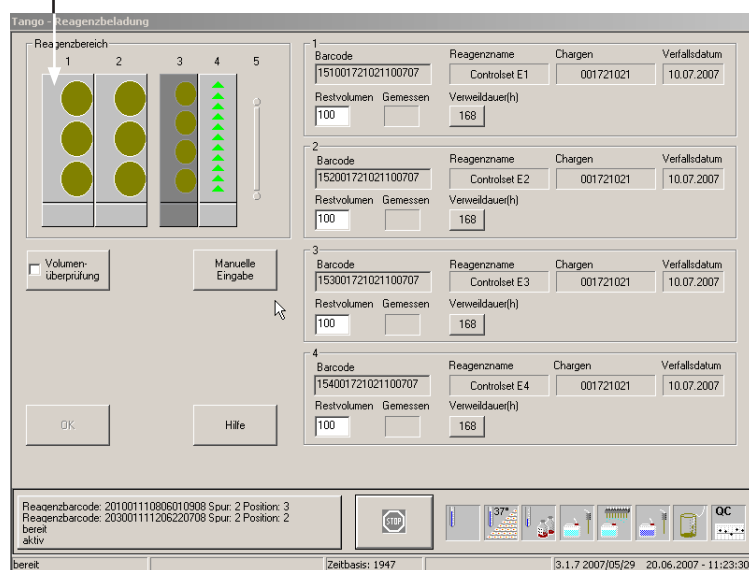 Tango - Reagenzbeladung
Reagenzbereich
1 2 3 4 5
Volumen-
überprüfung
Manuelle
Eingabe
OK
Hilfe
1
Barcode Reagenzname Chargen Verfallsdatum
151001721021100707 Controlset E1 001721021 10.07.2007
Restvolumen Gemessen Verweildauer(h)
100 168
2
Barcode Reagenzname Chargen Verfallsdatum
152001721021100707 Controlset E2 001721021 10.07.2007
Restvolumen Gemessen Verweildauer(h)
100 168
3
Barcode Reagenzname Chargen Verfallsdatum
153001721021100707 Controlset E3 001721021 10.07.2007
Restvolumen Gemessen Verweildauer(h)
100 168
4
Barcode Reagenzname Chargen Verfallsdatum
154001721021100707 Controlset E4 001721021 10.07.2007
Restvolumen Gemessen Verweildauer(h)
100 168
Reagenzbarcode: 201001110806010908 Spur: 2 Position: 3
Reagenzbarcode: 203001111206220708 Spur: 2 Position: 2
bereit
aktiv
STOP
37°
QC
bereit Zeitbasis: 1947 3.1.7 2007/05/29 20.06.2007 - 11:23:30